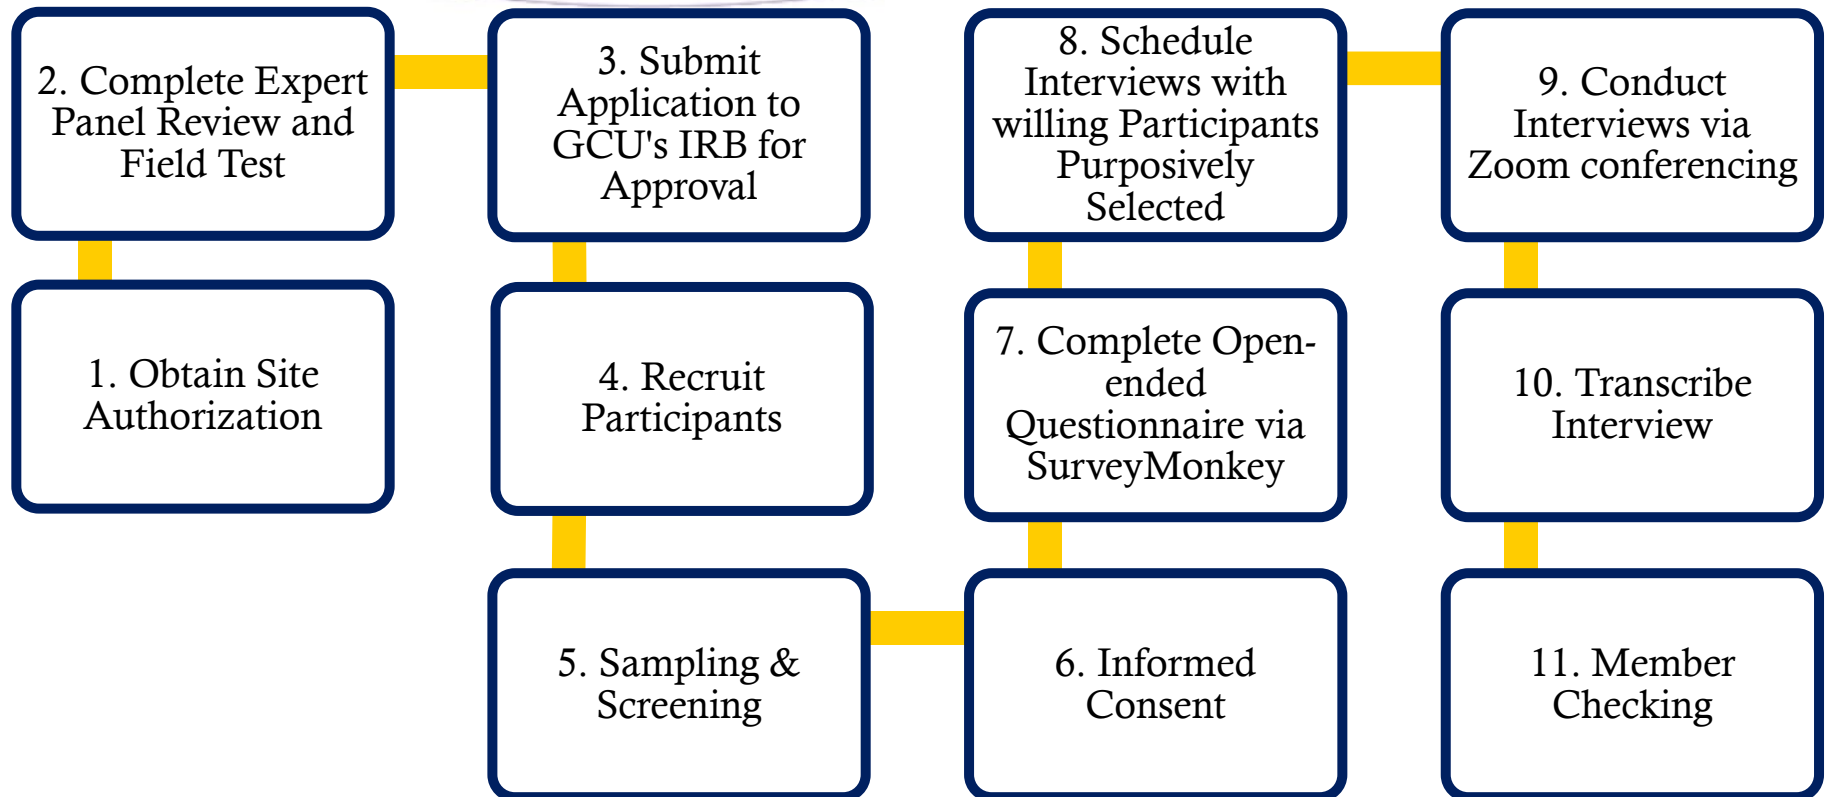 1. Obtain Site
Authorization
2. Complete Expert
Panel Review and
Field Test
3. Submit
Application to
GCU's IRB for
Approval
4. Recruit
Participants
5. Sampling &
Screening
6. Informed
Consent
7. Complete Open-
ended
Questionnaire via
SurveyMonkey
8. Schedule
Interviews with
willing Participants
Purposively
Selected
9. Conduct
Interviews via
Zoom conferencing
10. Transcribe
Interview
11. Member
Checking